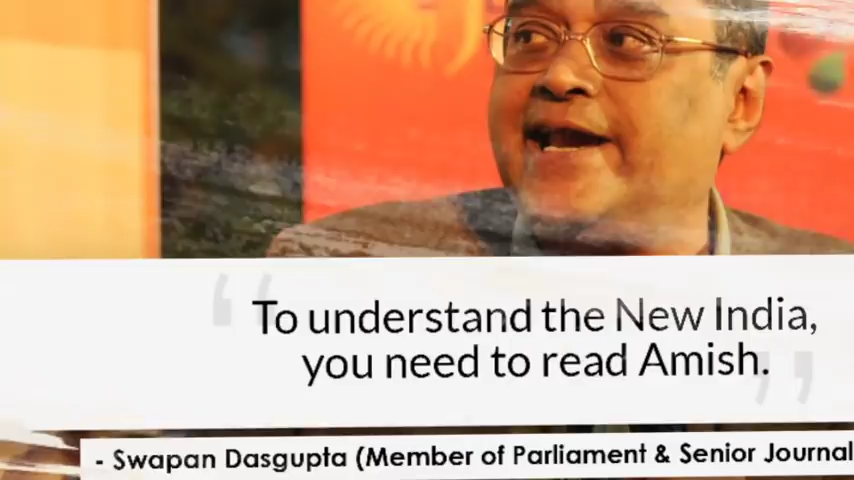 “To understand the New India,
you need to read Amish.”
- Swapan Dasgupta (Member of Parliament & Senior Journal